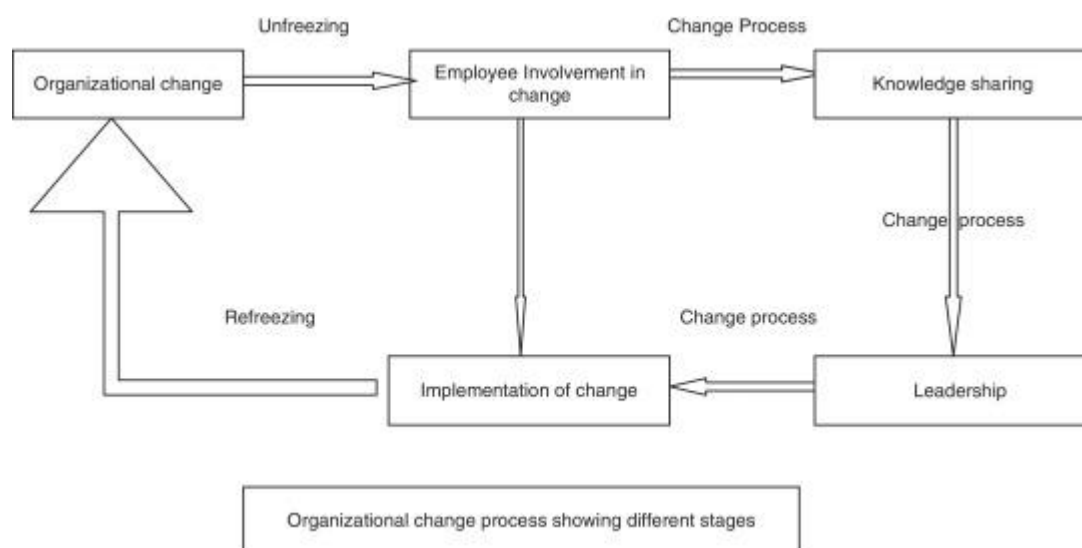 Unfreezing
Change Process
Organizational change
Employee Involvement in
change
Knowledge sharing
Change process
Refreezing
Change process
Implementation of change
Leadership
Organizational change process showing different stages